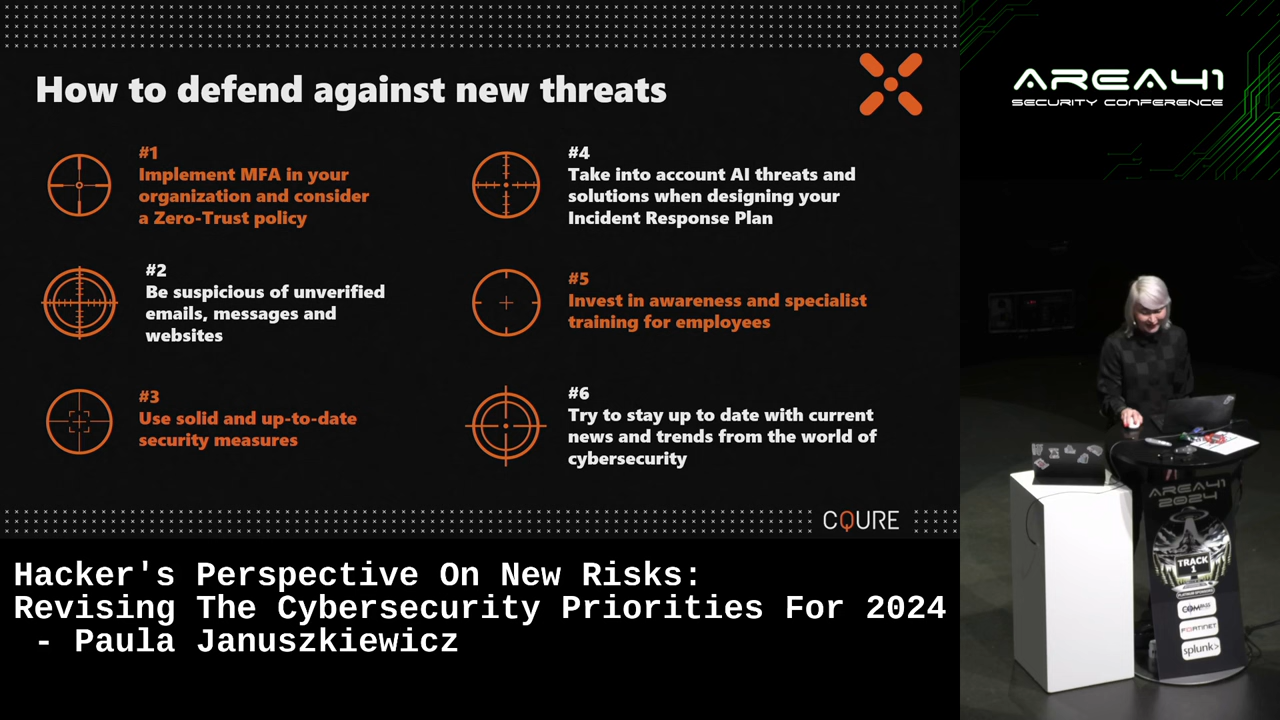 How to defend against new threats
#1
Implement MFA in your
organization and consider
a Zero-Trust policy
#2
Be suspicious of unverified
emails, messages and
websites
#3
Use solid and up-to-date
security measures
#4
Take into account AI threats and
solutions when designing your
Incident Response Plan
#5
Invest in awareness and specialist
training for employees
#6
Try to stay up to date with current
news and trends from the world of
cybersecurity
CQURE
Hacker's Perspective On New Risks:
Revising The Cybersecurity Priorities For 2024
- Paula Januszkiewicz
AREA41
SECURITY CONFERENCE
AREA41
2024
TRACK
1
PLATINUM SPONSORS
COMPASS
FORTINET
splunk>